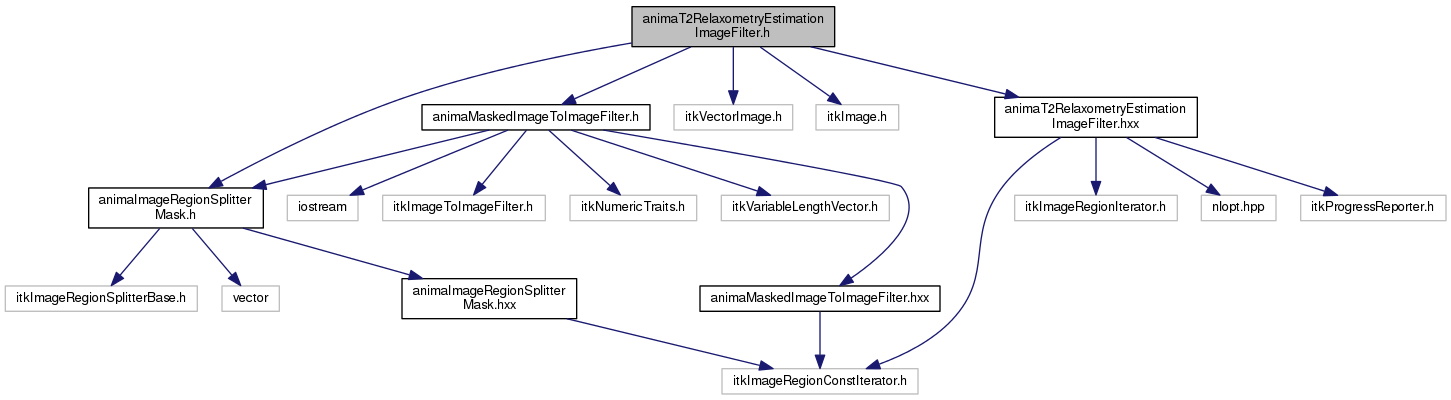 animaT2RelaxometryEstimation
ImageFilter.h
animaMaskedImageToImageFilter.h
itkVectorImage.h
itkImage.h
animaT2RelaxometryEstimation
ImageFilter.hxx
animaImageRegionSplitter
Mask.h
iostream
itkImageToImageFilter.h
itkNumericTraits.h
itkVariableLengthVector.h
itkImageRegionIterator.h
nlopt.hpp
itkProgressReporter.h
itkImageRegionSplitterBase.h
vector
animaImageRegionSplitter
Mask.hxx
animaMaskedImageToImageFilter.hxx
itkImageRegionConstIterator.h